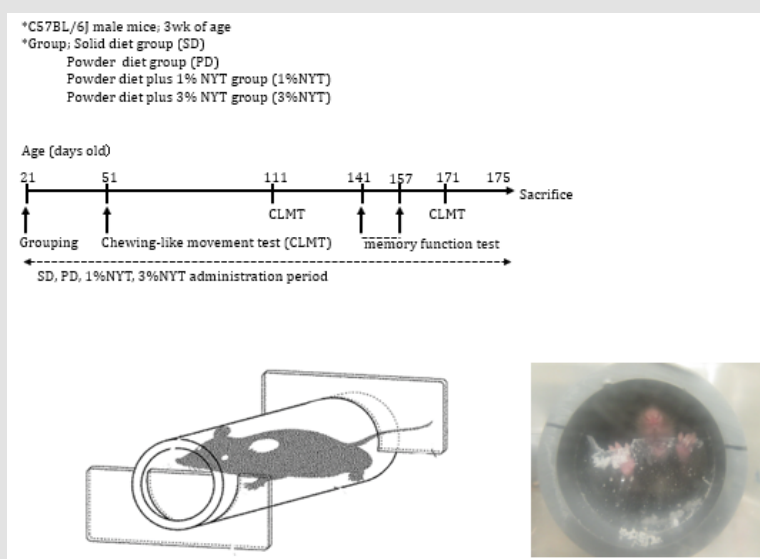 *C57BL/6J male mice; 3wk of age
*Group; Solid diet group (SD)
Powder diet group (PD)
Powder diet plus 1% NYT group (1%NYT)
Powder diet plus 3% NYT group (3%NYT)
Age (days old)
21 51 111 141 157 171 175
Sacrifice
CLMT CLMT
Grouping Chewing-like movement test (CLMT) memory function test
SD, PD, 1%NYT, 3%NYT administration period